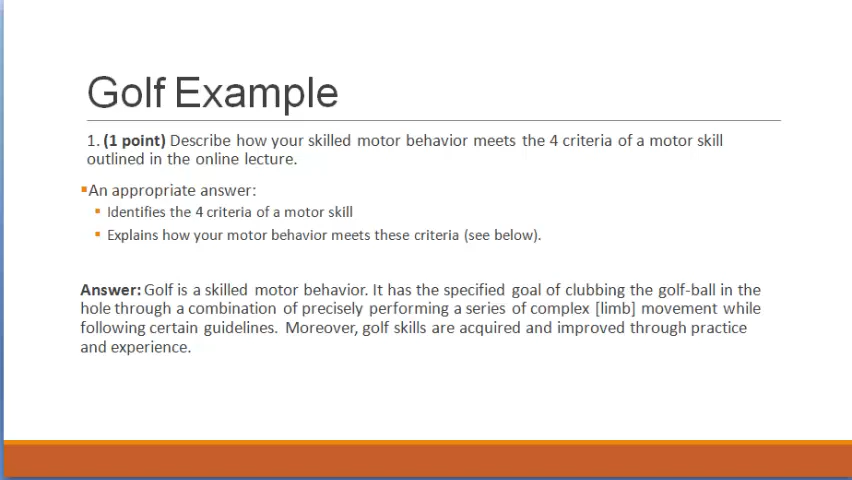 Golf Example
1. (1 point) Describe how your skilled motor behavior meets the 4 criteria of a motor skill
outlined in the online lecture.
▪An appropriate answer:
▪ Identifies the 4 criteria of a motor skill
▪ Explains how your motor behavior meets these criteria (see below).
Answer: Golf is a skilled motor behavior. It has the specified goal of clubbing the golf-ball in the
hole through a combination of precisely performing a series of complex [limb] movement while
following certain guidelines. Moreover, golf skills are acquired and improved through practice
and experience.